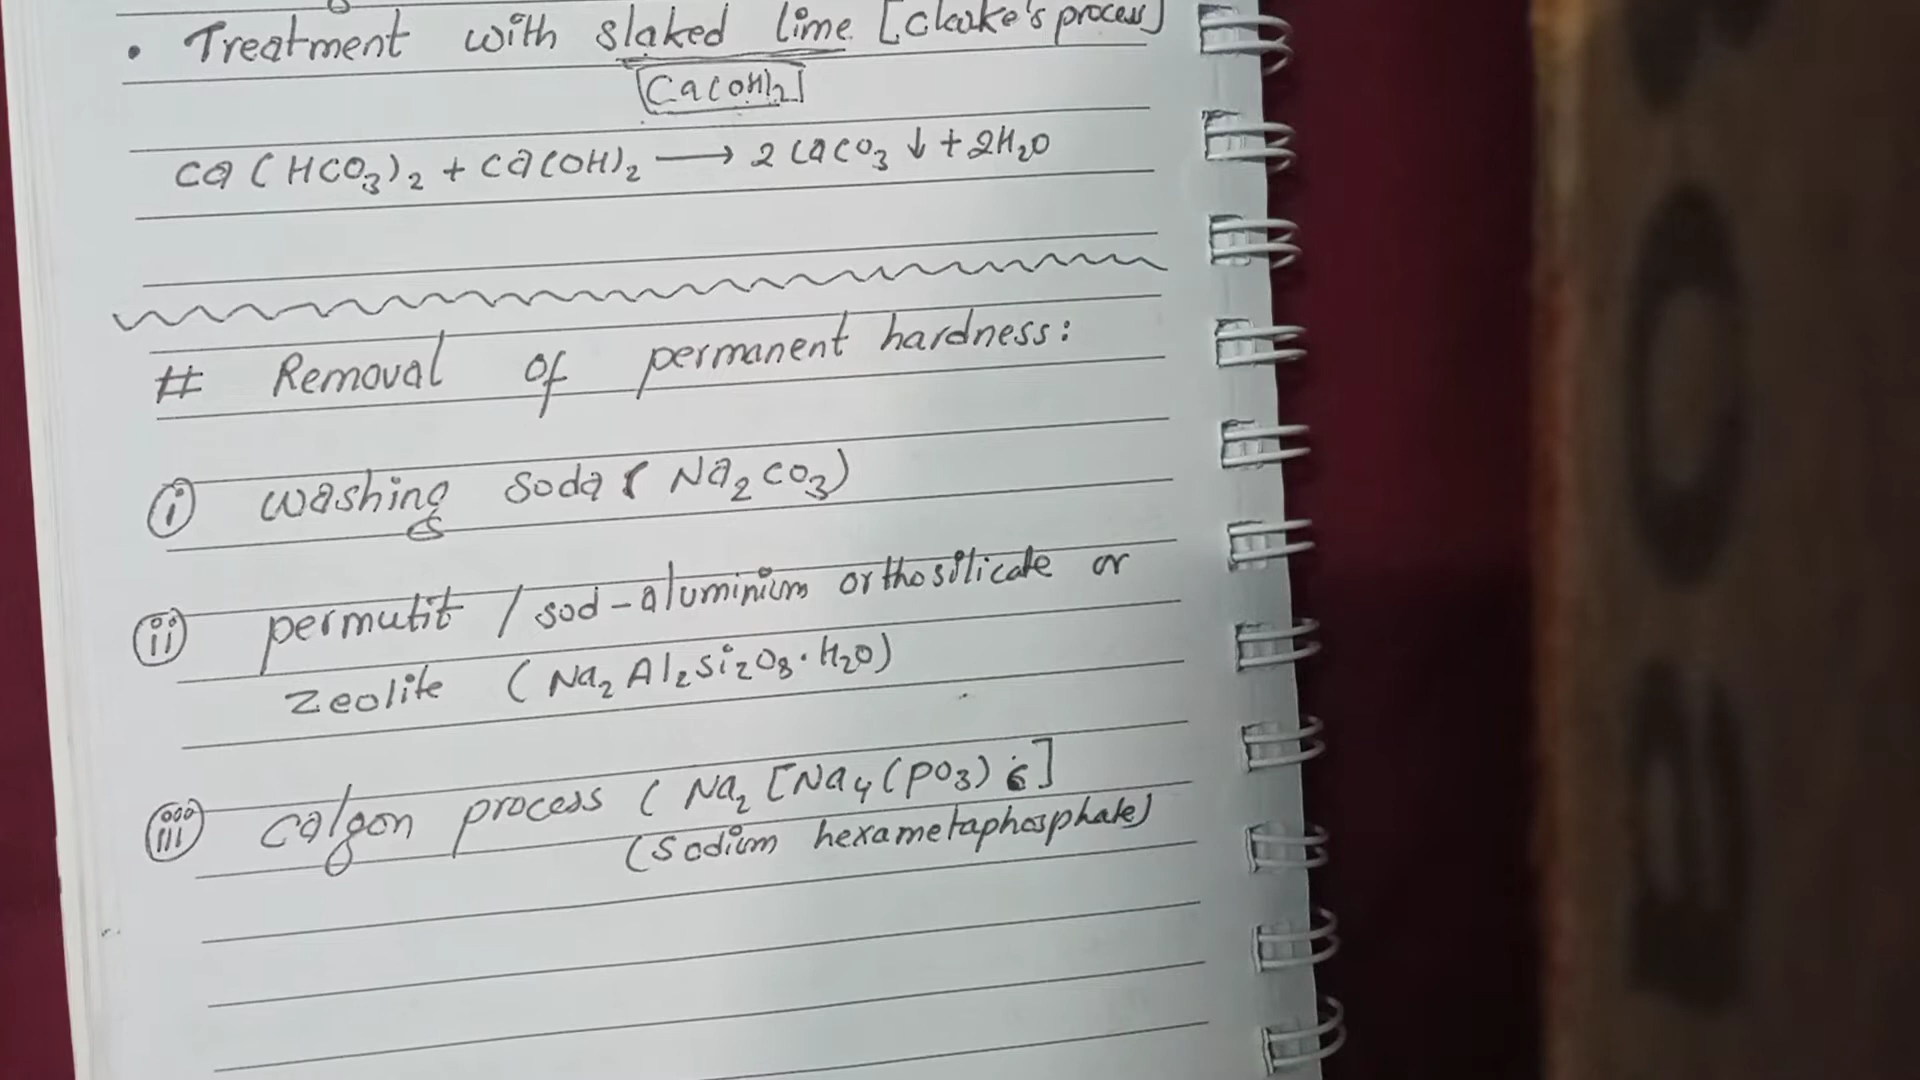 • Treatment with slaked lime [Clarke's process]
[Ca(OH)2]
Ca(HCO3)2 + Ca(OH)2 → 2CaCO3 ↓ + 2H2O
# Removal of permanent hardness:
(i) washing soda ( Na2CO3)
(ii) permutit / sod-aluminium orthosilicate or
zeolite (Na2Al2Si2O8·H2O)
(iii) calgon process ( Na2 [Na4(PO3)6]
(sodium hexametaphosphate)